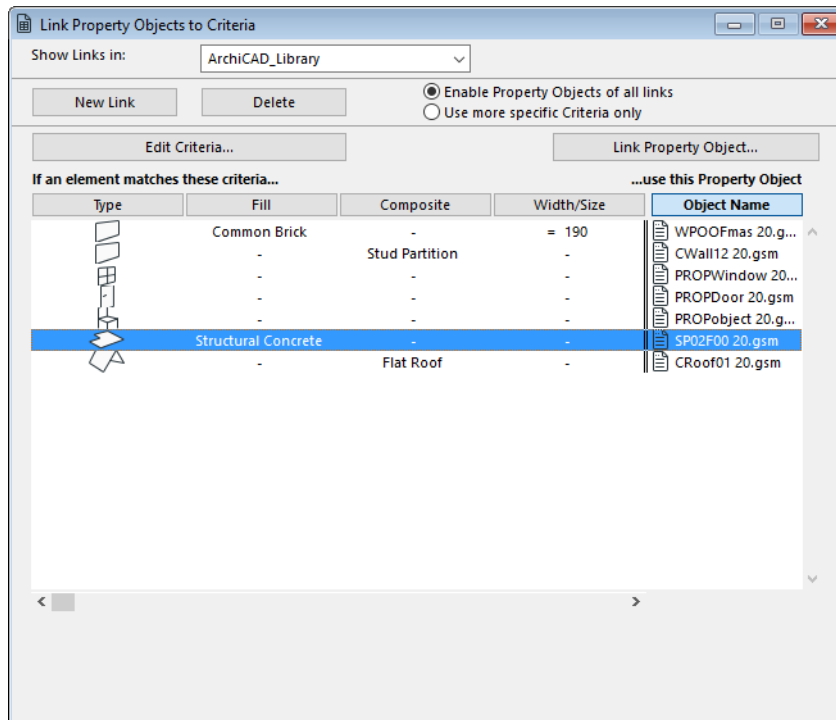 Link Property Objects to Criteria
Show Links in: ArchiCAD_Library
New Link Delete Enable Property Objects of all links
Use more specific Criteria only
Edit Criteria... Link Property Object...
If an element matches these criteria... ...use this Property Object
Type Fill Composite Width/Size Object Name
Common Brick - = 190 WPOOFmas 20.g...
- Stud Partition - CWall12 20.gsm
- - - PROPWindow 20...
- - - PROPDoor 20.gsm
- - - PROPobject 20.g...
Structural Concrete - - SP02F00 20.gsm
- Flat Roof - CRoof01 20.gsm